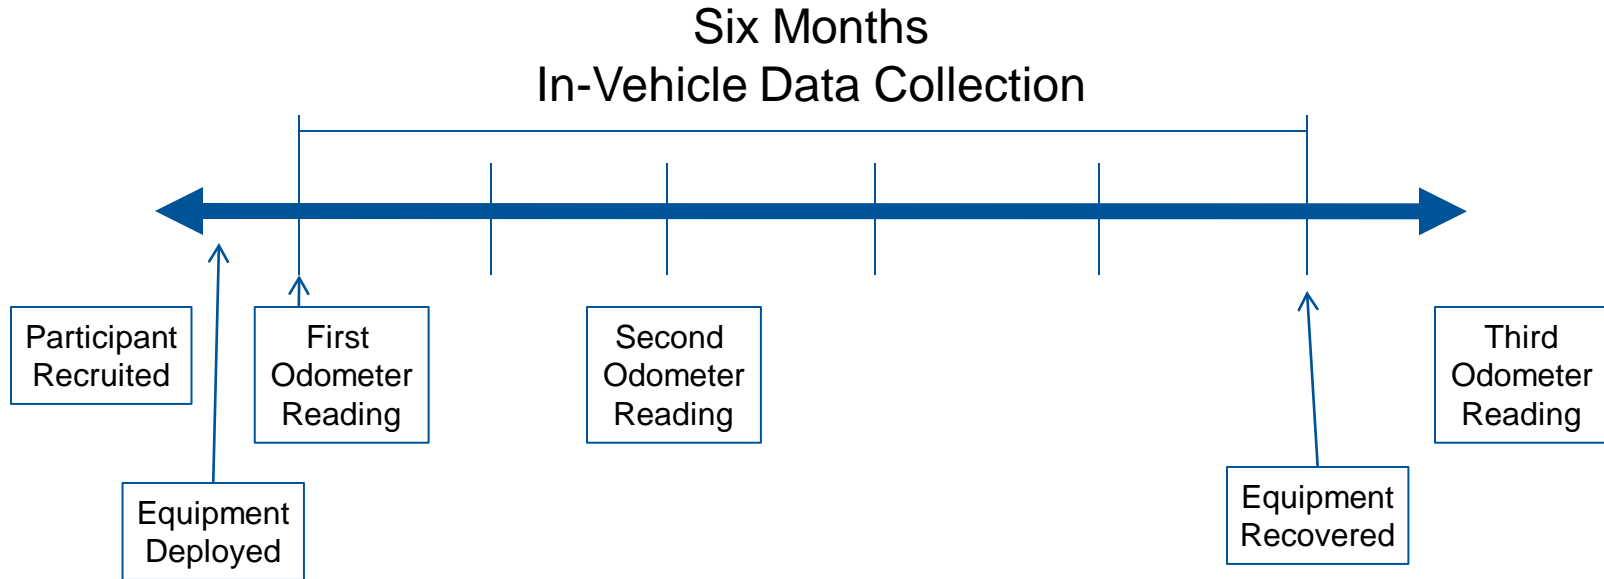 Six Months
In-Vehicle Data Collection
Participant
Recruited
First
Odometer
Reading
Second
Odometer
Reading
Third
Odometer
Reading
Equipment
Deployed
Equipment
Recovered